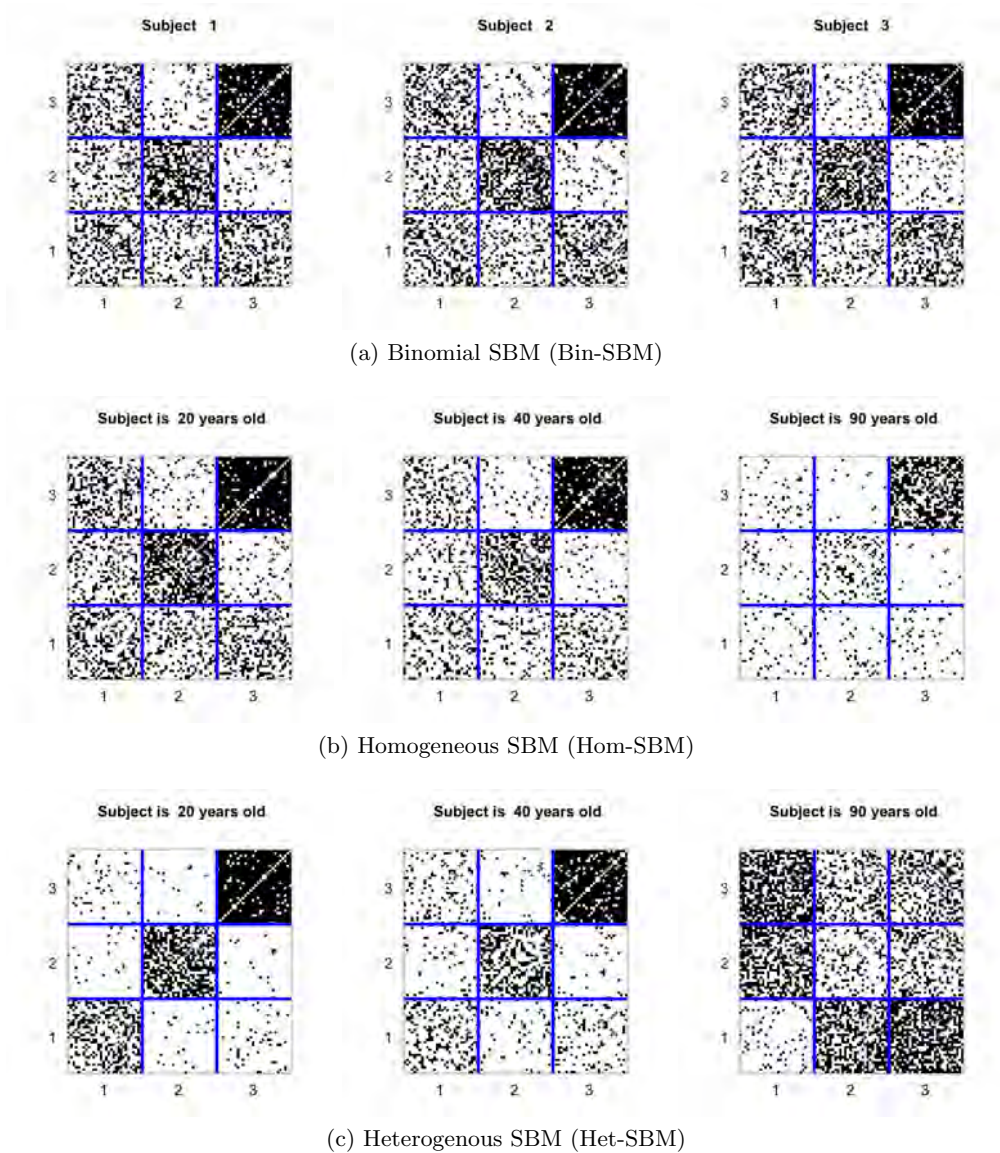 Subject 1 Subject 2 Subject 3
3 3 3
2 2 2
1 1 1
1 2 3 1 2 3 1 2 3
(a) Binomial SBM (Bin-SBM)
Subject is 20 years old Subject is 40 years old Subject is 90 years old
3 3 3
2 2 2
1 1 1
1 2 3 1 2 3 1 2 3
(b) Homogeneous SBM (Hom-SBM)
Subject is 20 years old Subject is 40 years old Subject is 90 years old
3 3 3
2 2 2
1 1 1
1 2 3 1 2 3 1 2 3
(c) Heterogenous SBM (Het-SBM)